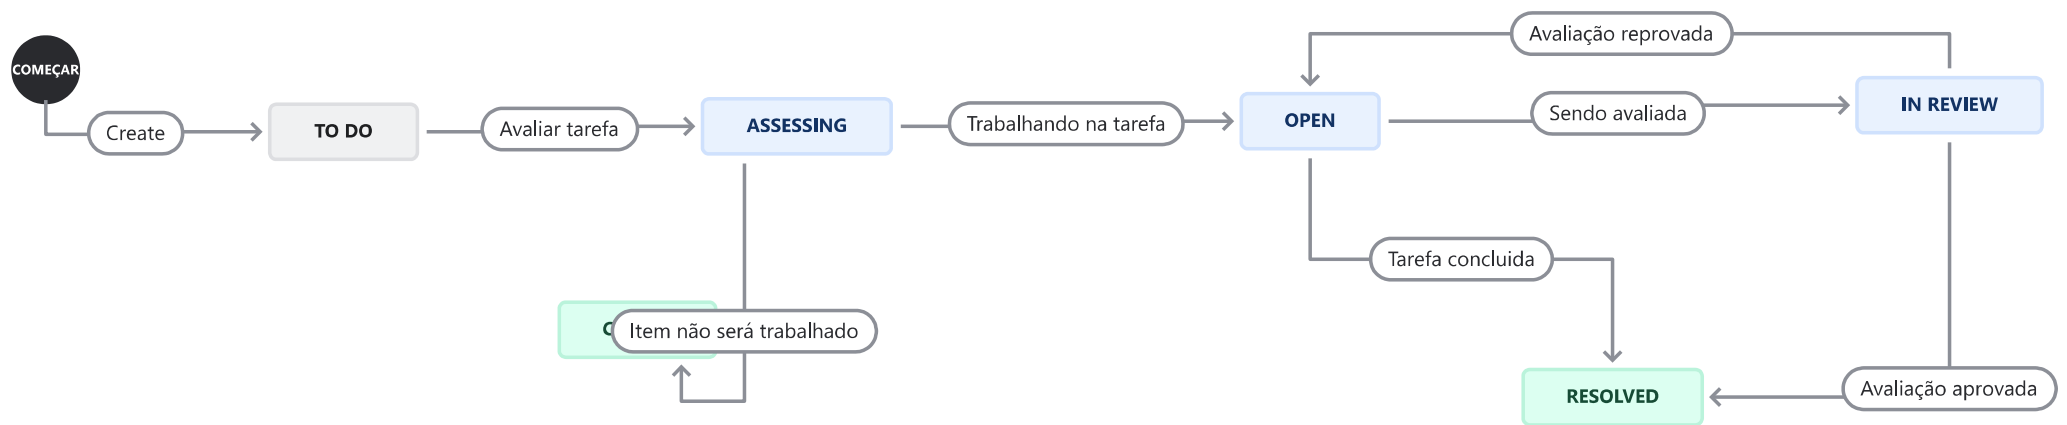 COMEÇAR
Create
TO DO
Avaliar tarefa
ASSESSING
Trabalhando na tarefa
OPEN
Avaliação reprovada
Sendo avaliada
IN REVIEW
Tarefa concluida
Item não será trabalhado
RESOLVED
Avaliação aprovada